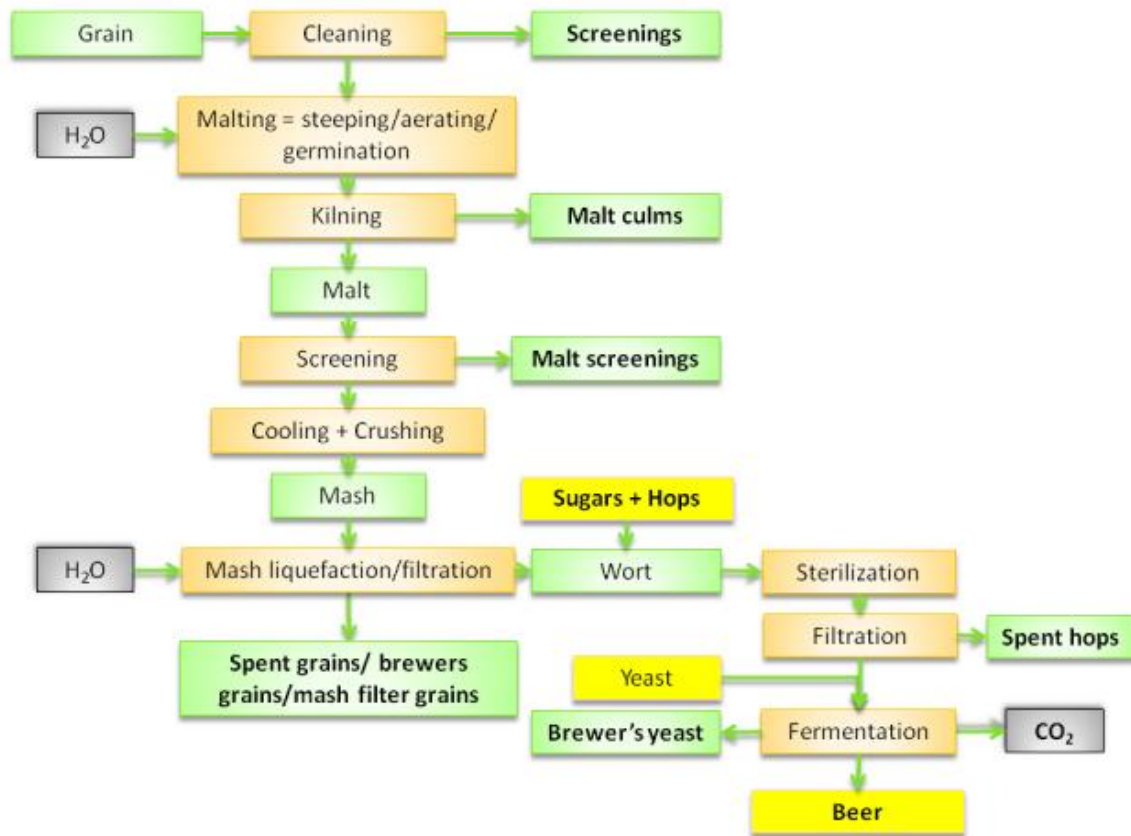 Grain
Cleaning
Screenings
H₂O
Malting = steeping/aerating/
germination
Kilning
Malt culms
Malt
Screening
Malt screenings
Cooling + Crushing
Mash
Sugars + Hops
H₂O
Mash liquefaction/filtration
Wort
Sterilization
Filtration
Spent hops
Spent grains/ brewers
grains/mash filter grains
Yeast
Brewer's yeast
Fermentation
CO₂
Beer